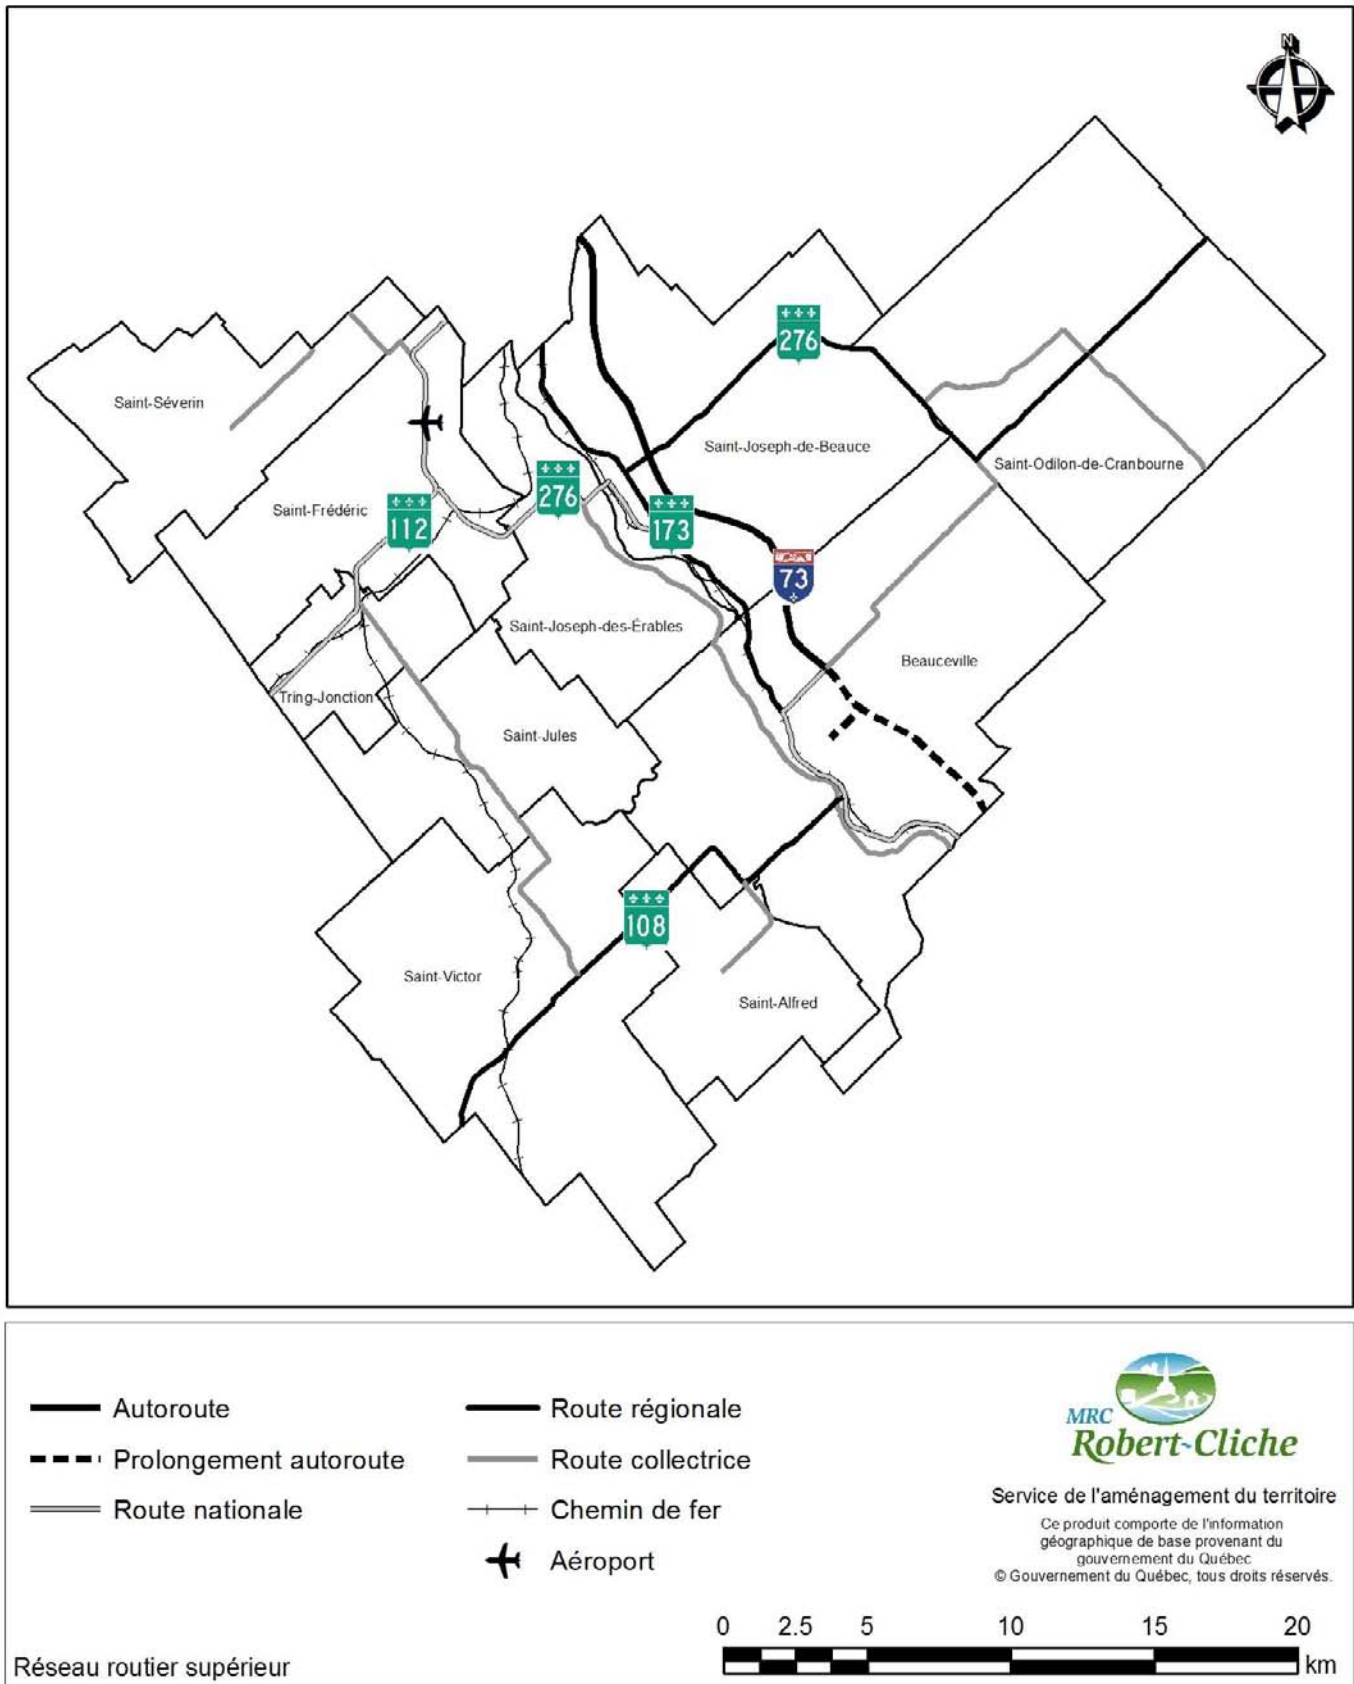 N
276
Saint-Séverin
Saint-Joseph-de-Beauce
Saint-Odilon-de-Cranbourne
276
Saint-Frédéric
112
173
73
Saint-Joseph-des-Érables
Beauceville
Tring-Jonction
Saint-Jules
108
Saint-Victor
Saint-Alfred
Autoroute
Prolongement autoroute
Route nationale
Route régionale
Route collectrice
Chemin de fer
Aéroport
MRC
Robert-Cliche
Service de l'aménagement du territoire
Ce produit comporte de l'information
géographique de base provenant du
gouvernement du Québec
© Gouvernement du Québec, tous droits réservés.
0 2.5 5 10 15 20
km
Réseau routier supérieur